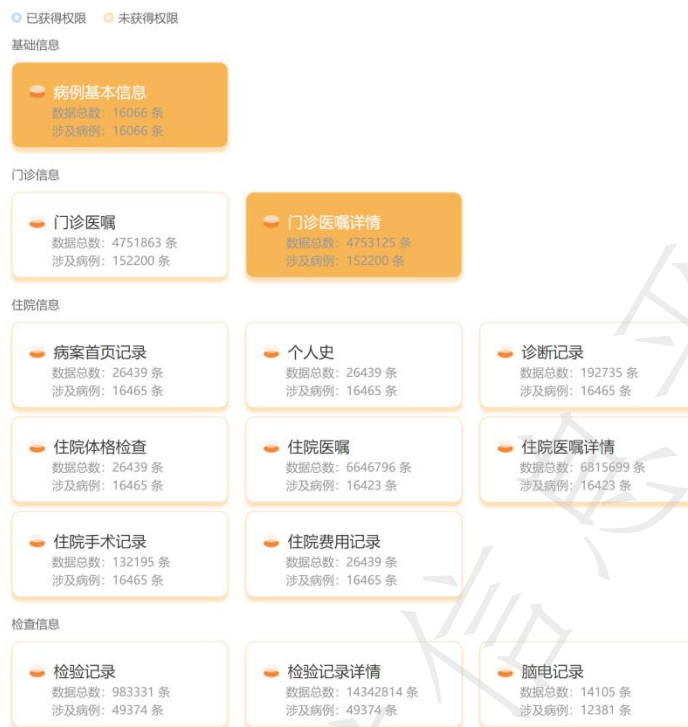 已获得权限 未获得权限
基础信息
病例基本信息
数据总数：16066 条
涉及病例：16066 条
门诊信息
门诊医嘱
数据总数：4751863 条
涉及病例：152200 条
门诊医嘱详情
数据总数：4753125 条
涉及病例：152200 条
住院信息
病案首页记录
数据总数：26439 条
涉及病例：16465 条
个人史
数据总数：26439 条
涉及病例：16465 条
诊断记录
数据总数：192735 条
涉及病例：16465 条
住院体格检查
数据总数：26439 条
涉及病例：16465 条
住院医嘱
数据总数：6646796 条
涉及病例：16423 条
住院医嘱详情
数据总数：6815699 条
涉及病例：16423 条
住院手术记录
数据总数：132195 条
涉及病例：16465 条
住院费用记录
数据总数：26439 条
涉及病例：16465 条
检查信息
检验记录
数据总数：983331 条
涉及病例：49374 条
检验记录详情
数据总数：14342814 条
涉及病例：49374 条
脑电记录
数据总数：14105 条
涉及病例：12381 条